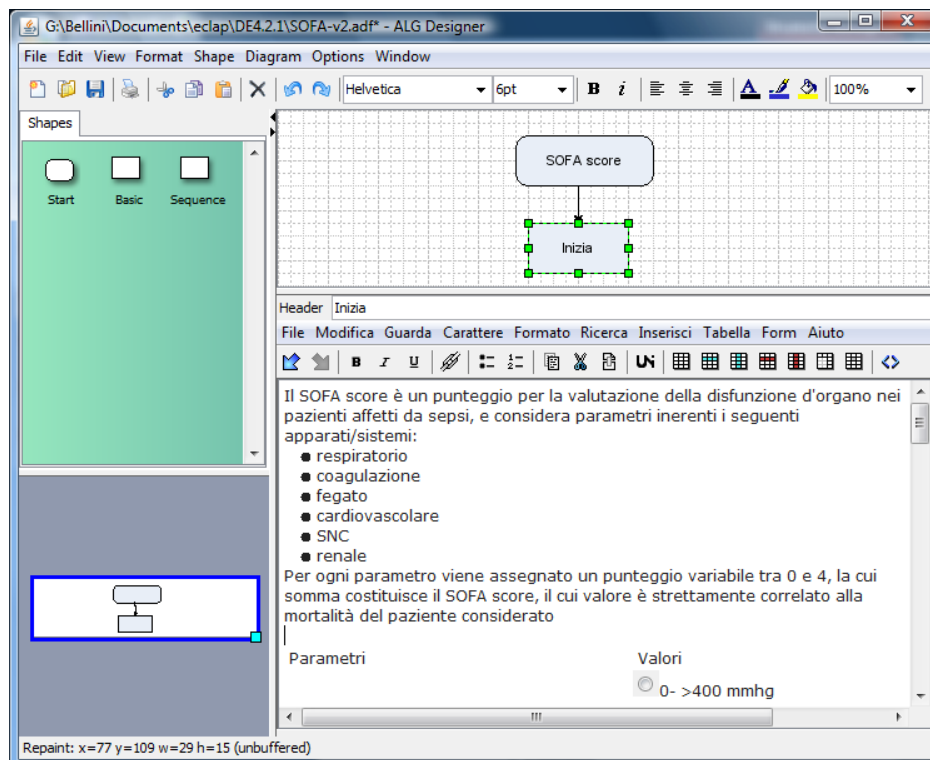 G:\Bellini\Documents\eclap\DE4.2.1\SOFA-v2.adf* - ALG Designer
File Edit View Format Shape Diagram Options Window
Helvetica 6pt B i A 100%
Shapes
Start Basic Sequence
SOFA score
Inizia
Header Inizia
File Modifica Guarda Carattere Formato Ricerca Inserisci Tabella Form Aiuto
B I U
Il SOFA score è un punteggio per la valutazione della disfunzione d'organo nei
pazienti affetti da sepsi, e considera parametri inerenti i seguenti
apparati/sistemi:
respiratorio
coagulazione
fegato
cardiovascolare
SNC
renale
Per ogni parametro viene assegnato un punteggio variabile tra 0 e 4, la cui
somma costituisce il SOFA score, il cui valore è strettamente correlato alla
mortalità del paziente considerato
Parametri Valori
0- >400 mmhg
Repaint: x=77 y=109 w=29 h=15 (unbuffered)